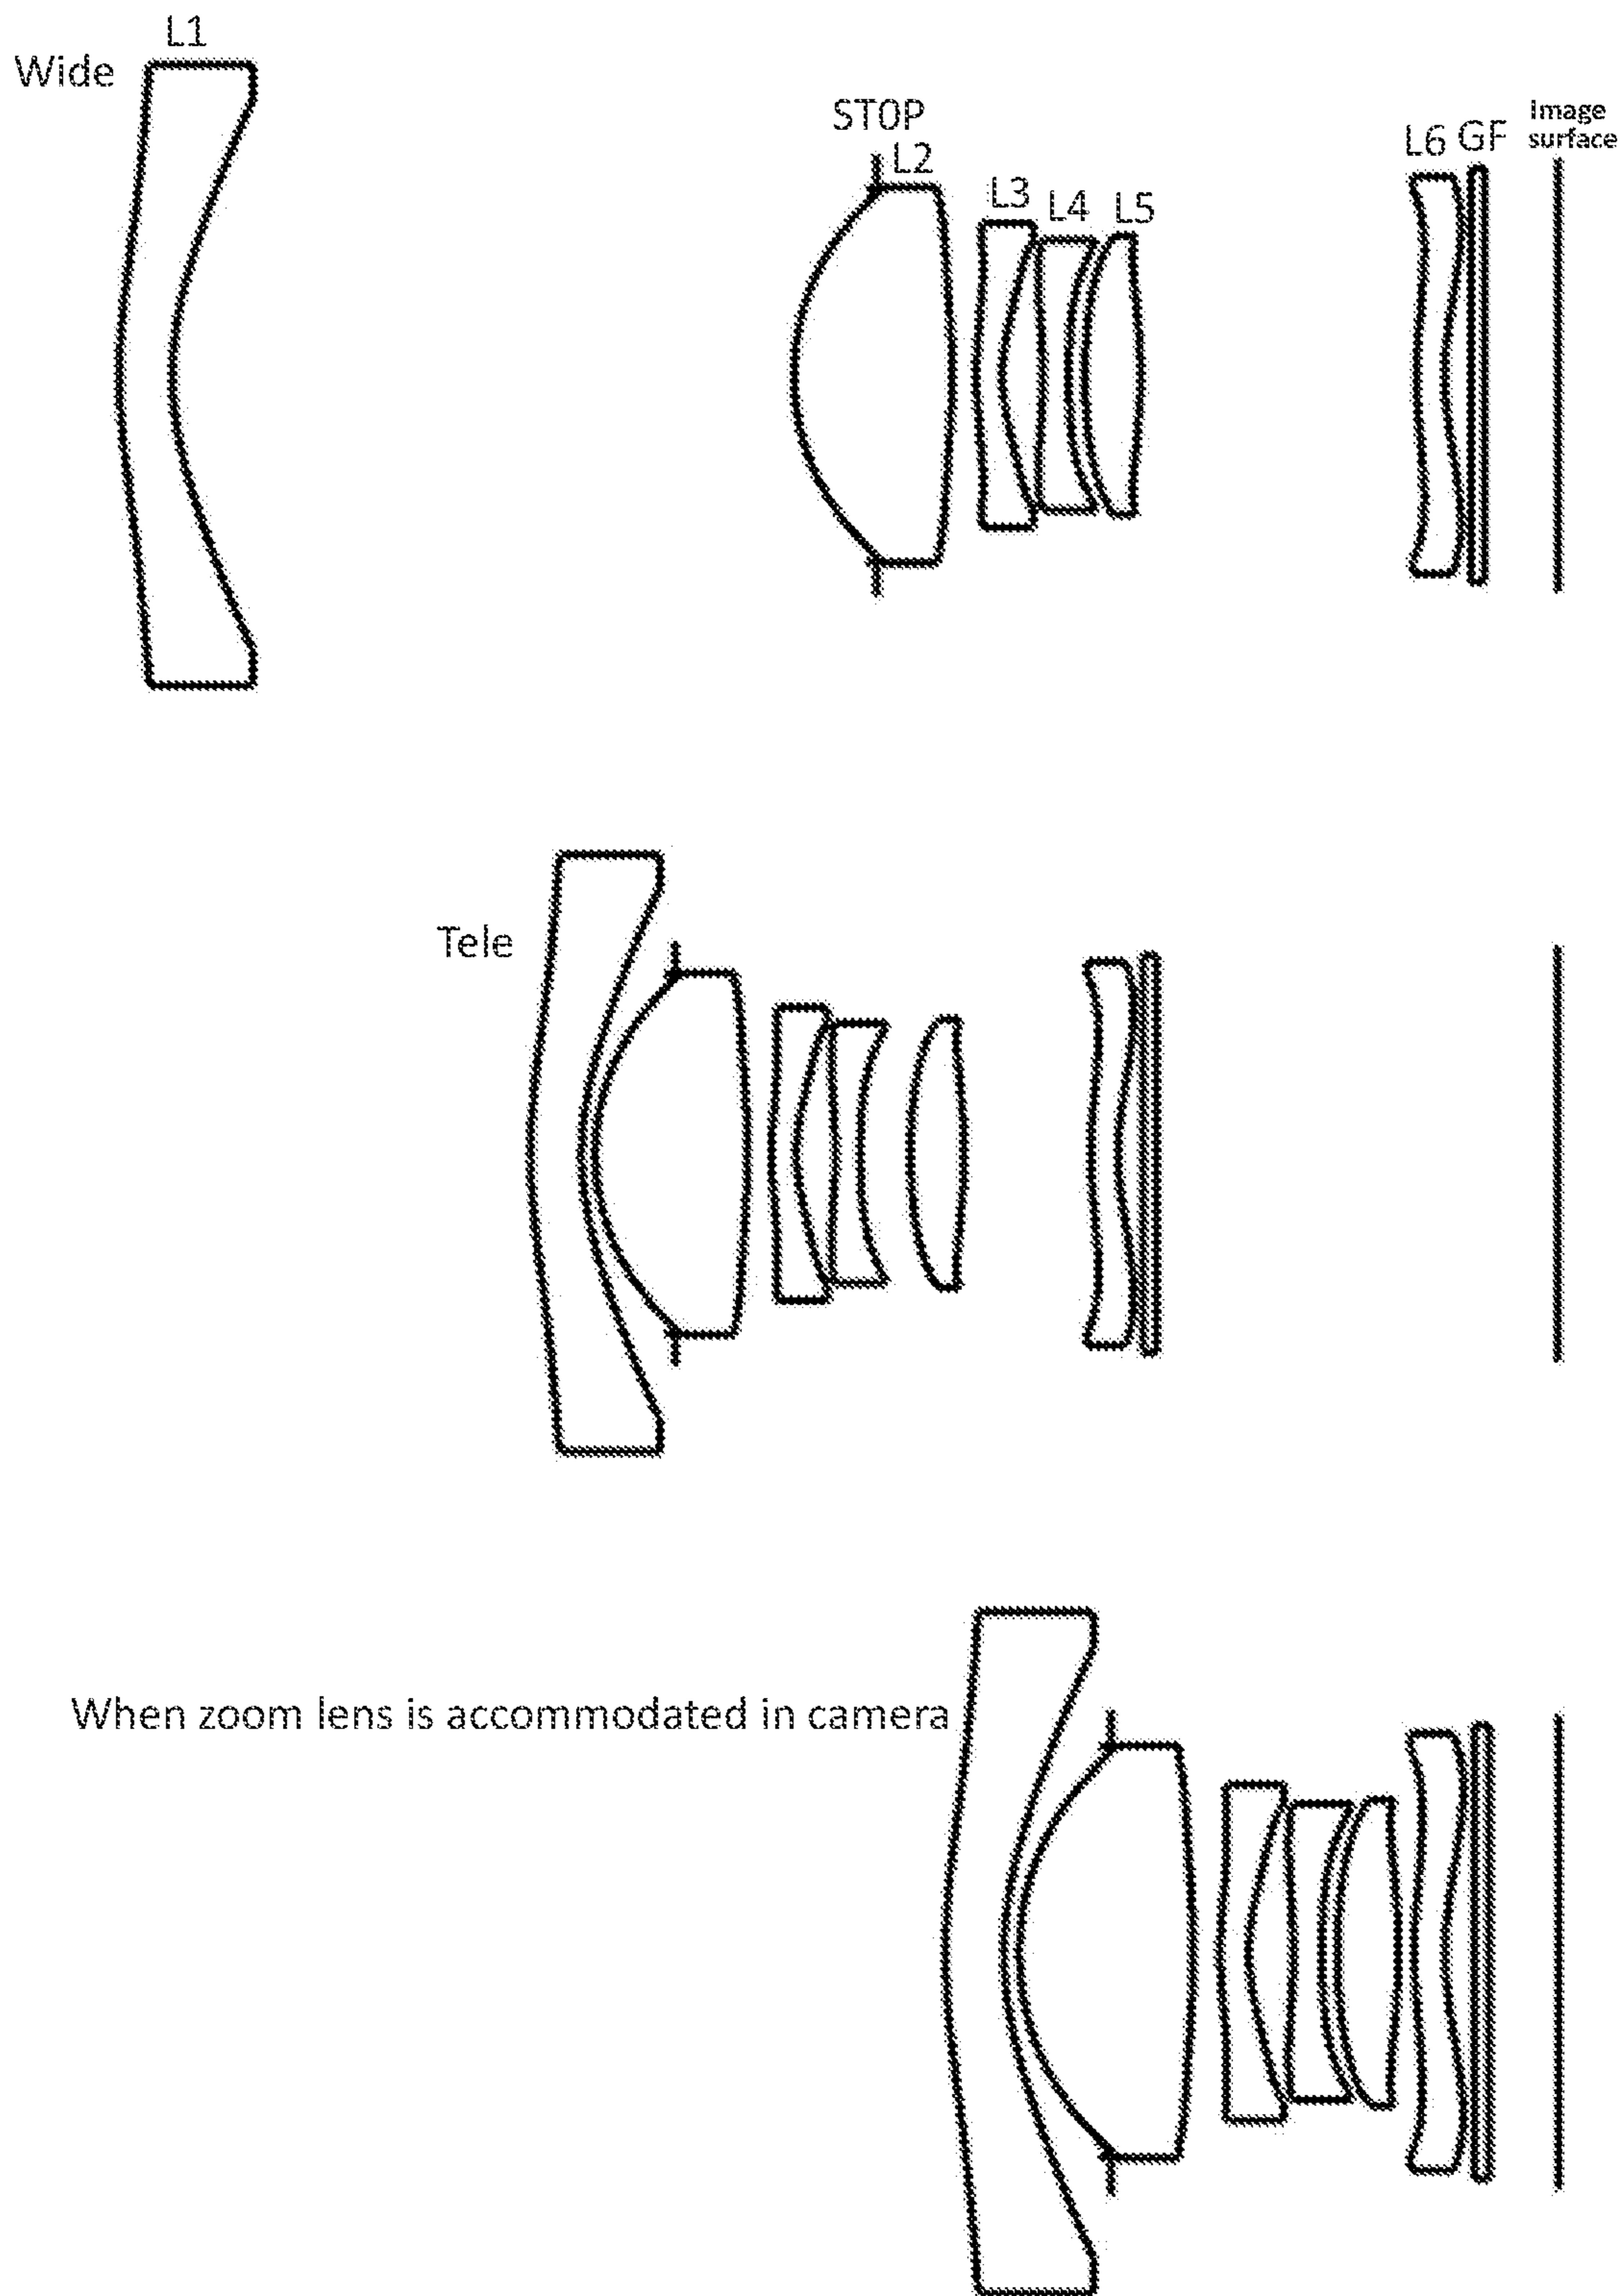 L1
Wide
STOP
L2
L3
L4
L5
L6
GF
Image
surface
Tele
When zoom lens is accommodated in camera